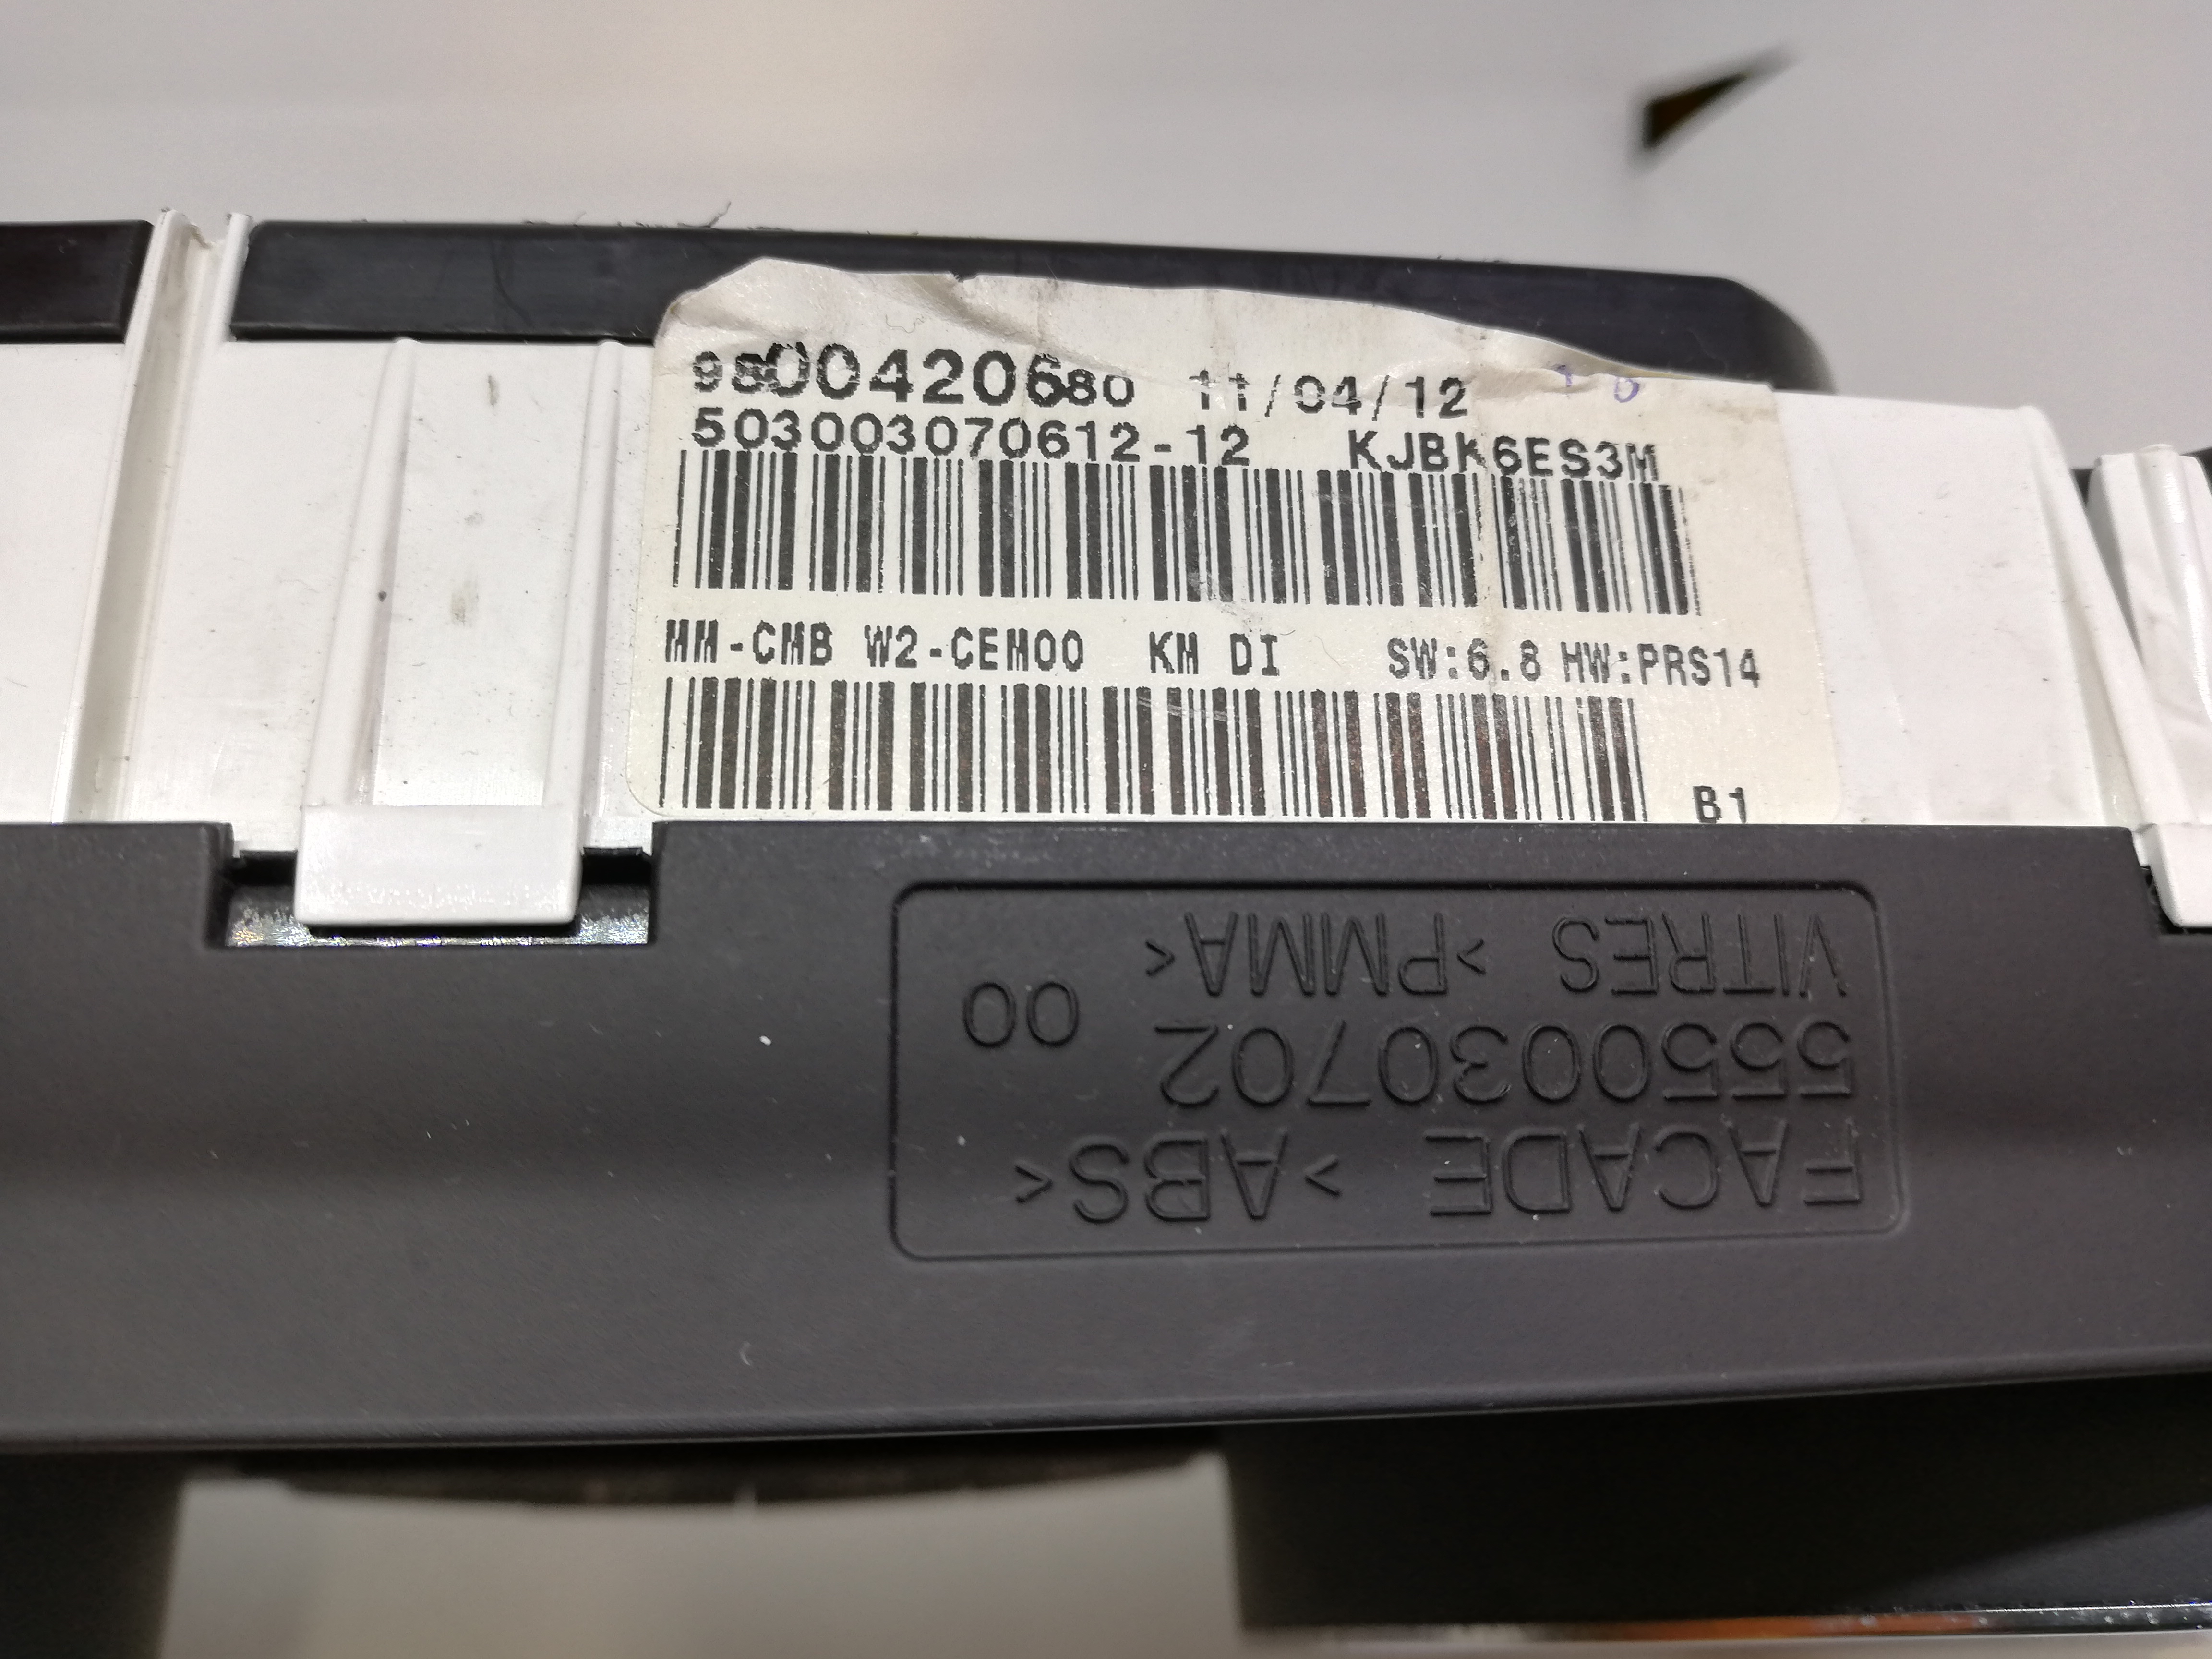 9800420680 11/04/12
503003070612-12 KJBK6ES3M
MM-CMB W2-CEM00 KM DI SW:6.8 HW:PRS14
B1
FACADE >ABS<
5550030702 00
VITRES >PMMA<